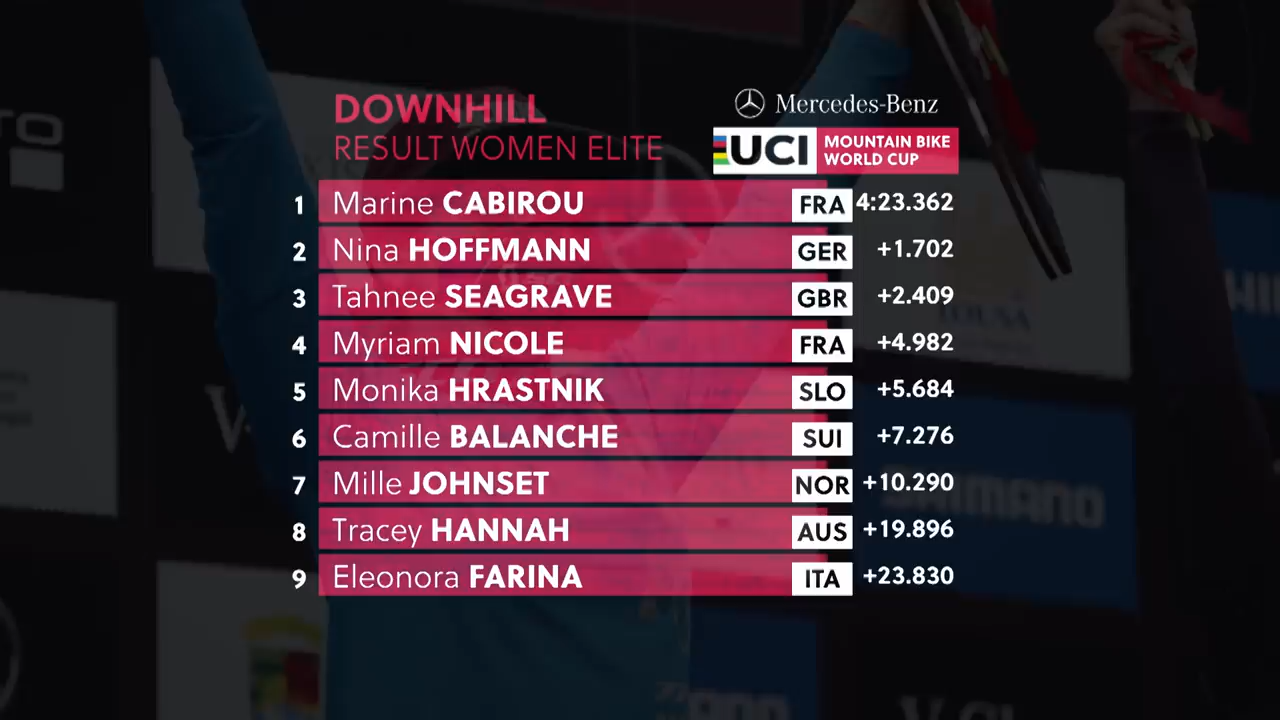 DOWNHILL
RESULT WOMEN ELITE
Mercedes-Benz
UCI MOUNTAIN BIKE
WORLD CUP
1 Marine CABIROU FRA 4:23.362
2 Nina HOFFMANN GER +1.702
3 Tahnee SEAGRAVE GBR +2.409
4 Myriam NICOLE FRA +4.982
5 Monika HRASTNIK SLO +5.684
6 Camille BALANCHE SUI +7.276
7 Mille JOHNSET NOR +10.290
8 Tracey HANNAH AUS +19.896
9 Eleonora FARINA ITA +23.830
SHIMANO